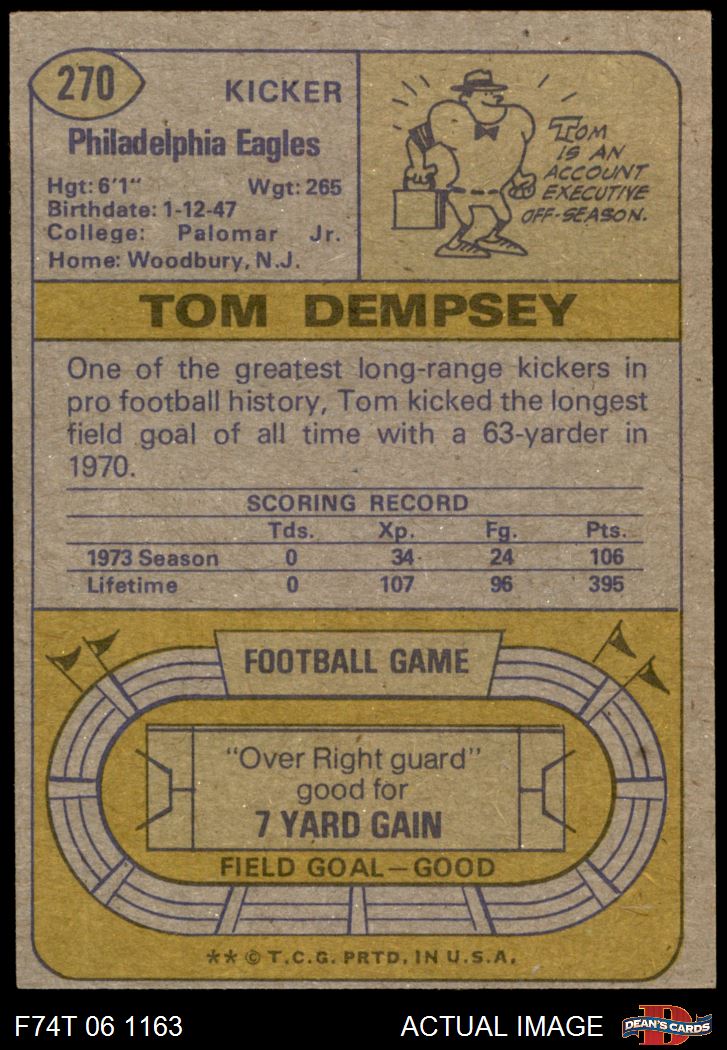 270
KICKER
Philadelphia Eagles
Hgt: 6'1" Wgt: 265
Birthdate: 1-12-47
College: Palomar Jr.
Home: Woodbury, N.J.
TOM
IS AN
ACCOUNT
EXECUTIVE
OFF-SEASON.
TOM DEMPSEY
One of the greatest long-range kickers in
pro football history, Tom kicked the longest
field goal of all time with a 63-yarder in
1970.
SCORING RECORD
Tds. Xp. Fg. Pts.
1973 Season 0 34 24 106
Lifetime 0 107 96 395
FOOTBALL GAME
"Over Right guard"
good for
7 YARD GAIN
FIELD GOAL—GOOD
** © T.C.G. PRTD. IN U.S.A.
F74T 06 1163 ACTUAL IMAGE
D
DEAN'S CARDS